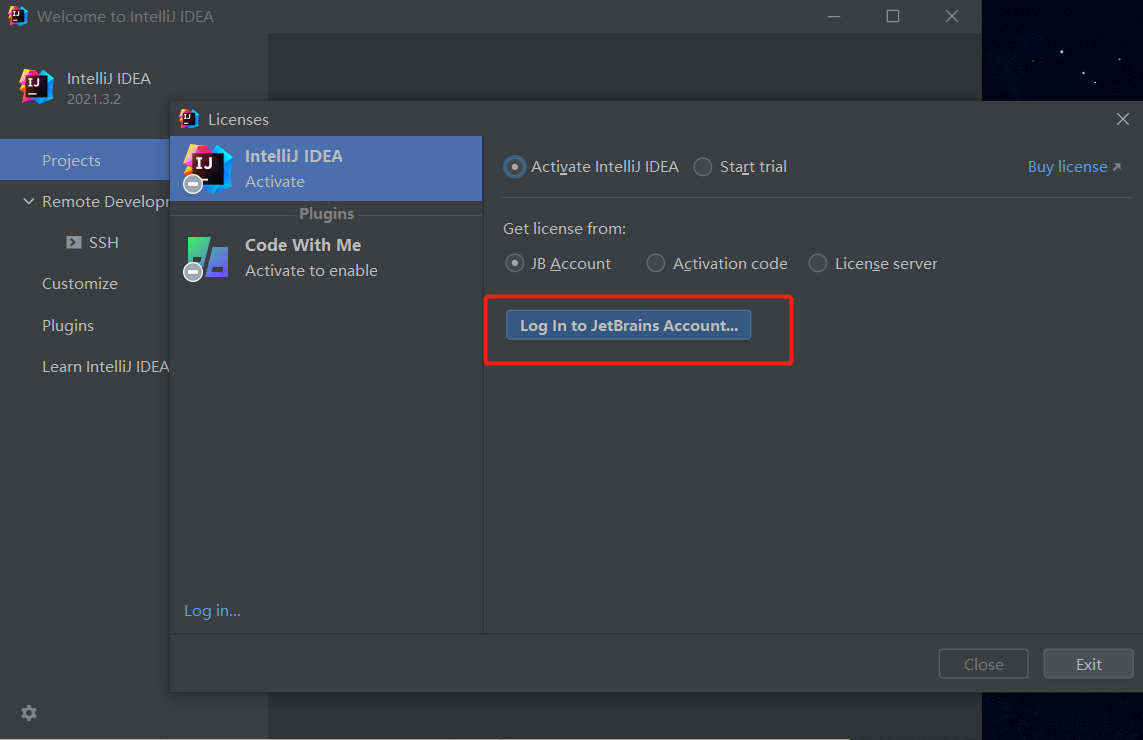 Welcome to IntelliJ IDEA
IntelliJ IDEA
2021.3.2
Projects
Remote Developr
SSH
Customize
Plugins
Learn IntelliJ IDEA
Licenses
IntelliJ IDEA
Activate
Plugins
Code With Me
Activate to enable
Log in...
Activate IntelliJ IDEA Start trial Buy license
Get license from:
JB Account Activation code License server
Log In to JetBrains Account...
Close Exit